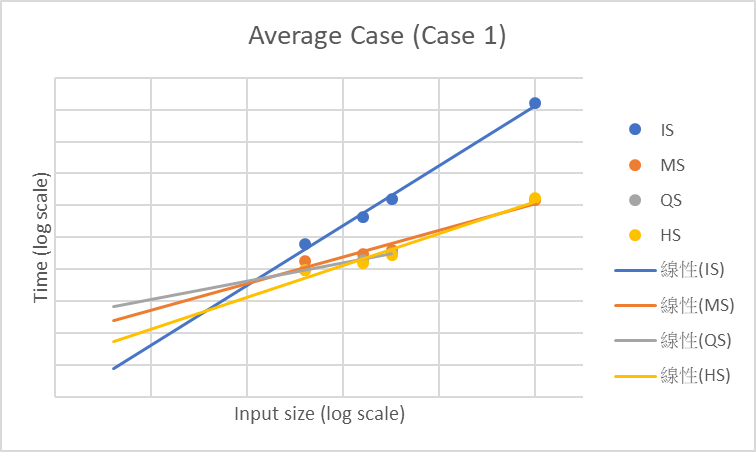 Average Case (Case 1)
Time (log scale)
Input size (log scale)
IS
MS
QS
HS
線性(IS)
線性(MS)
線性(QS)
線性(HS)